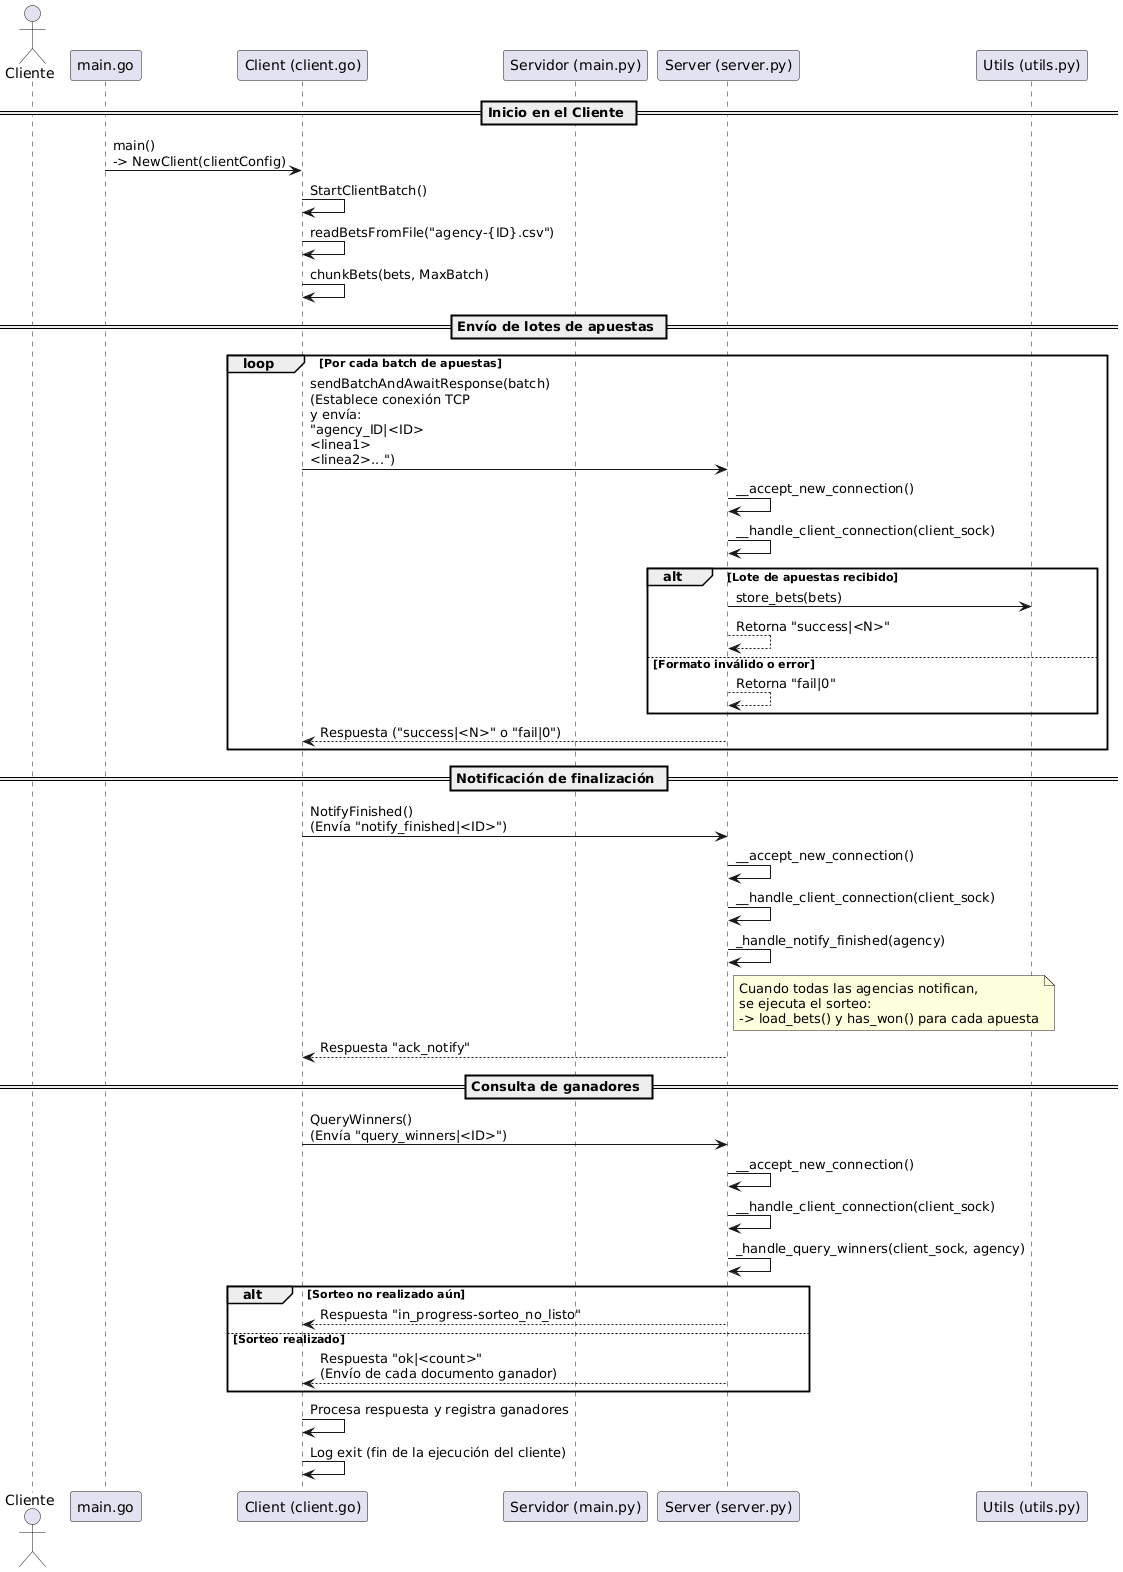 Cliente
main.go
Client (client.go)
Servidor (main.py)
Server (server.py)
Utils (utils.py)
Inicio en el Cliente
main()
-> NewClient(clientConfig)
StartClientBatch()
readBetsFromFile("agency-{ID}.csv")
chunkBets(bets, MaxBatch)
Envío de lotes de apuestas
loop
[Por cada batch de apuestas]
sendBatchAndAwaitResponse(batch)
(Establece conexión TCP
y envía:
"agency_ID|<ID>
<linea1>
<linea2>...")
__accept_new_connection()
__handle_client_connection(client_sock)
alt
[Lote de apuestas recibido]
store_bets(bets)
Retorna "success|<N>"
[Formato inválido o error]
Retorna "fail|0"
Respuesta ("success|<N>" o "fail|0")
Notificación de finalización
NotifyFinished()
(Envía "notify_finished|<ID>")
__accept_new_connection()
__handle_client_connection(client_sock)
_handle_notify_finished(agency)
Cuando todas las agencias notifican,
se ejecuta el sorteo:
-> load_bets() y has_won() para cada apuesta
Respuesta "ack_notify"
Consulta de ganadores
QueryWinners()
(Envía "query_winners|<ID>")
__accept_new_connection()
__handle_client_connection(client_sock)
_handle_query_winners(client_sock, agency)
alt
[Sorteo no realizado aún]
Respuesta "in_progress-sorteo_no_listo"
[Sorteo realizado]
Respuesta "ok|<count>"
(Envío de cada documento ganador)
Procesa respuesta y registra ganadores
Log exit (fin de la ejecución del cliente)
Cliente
main.go
Client (client.go)
Servidor (main.py)
Server (server.py)
Utils (utils.py)